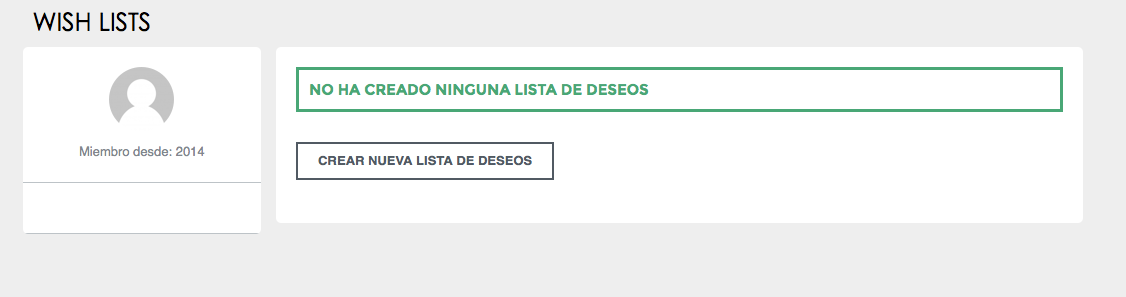 WISH LISTS
Miembro desde: 2014
NO HA CREADO NINGUNA LISTA DE DESEOS
CREAR NUEVA LISTA DE DESEOS